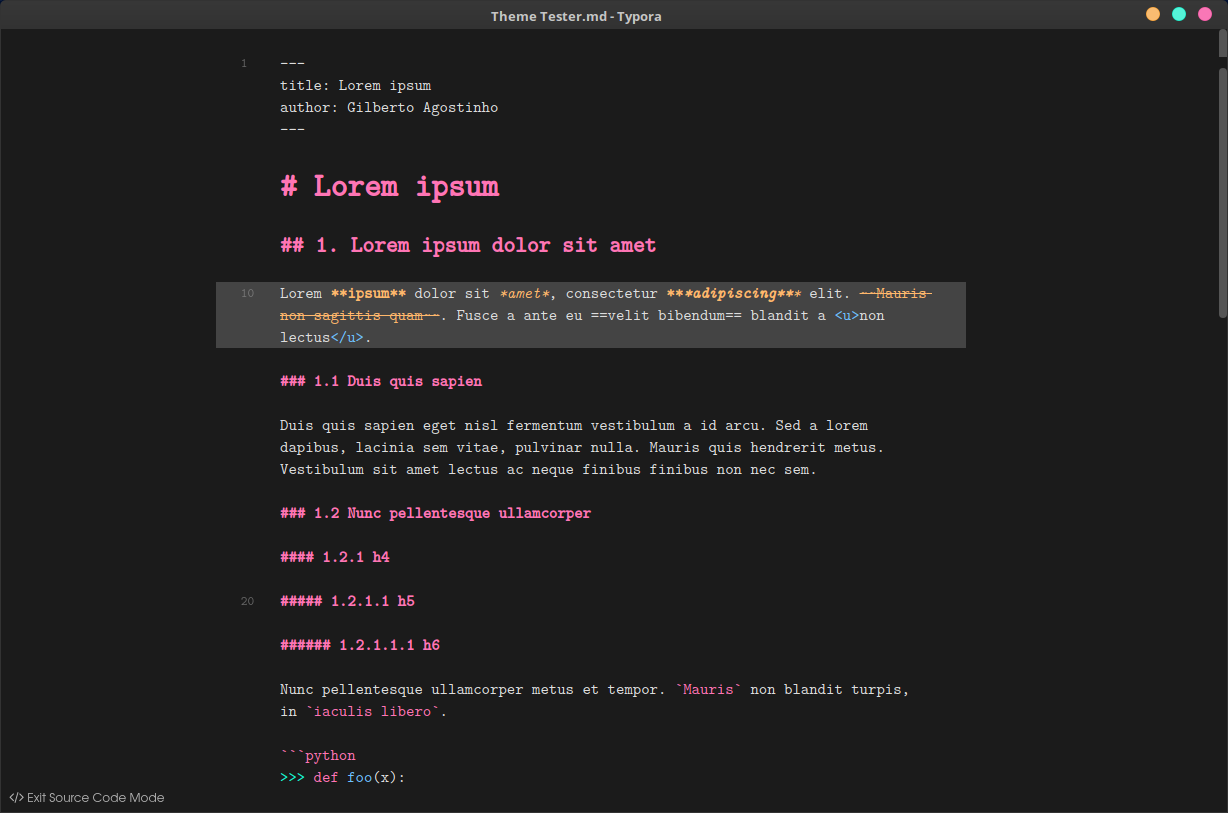 Theme Tester.md - Typora
1
---
title: Lorem ipsum
author: Gilberto Agostinho
---
# Lorem ipsum
## 1. Lorem ipsum dolor sit amet
10 Lorem **ipsum** dolor sit *amet*, consectetur ***adipiscing*** elit. ~~Mauris
non sagittis quam~~. Fusce a ante eu ==velit bibendum== blandit a <u>non
lectus</u>.
### 1.1 Duis quis sapien
Duis quis sapien eget nisl fermentum vestibulum a id arcu. Sed a lorem
dapibus, lacinia sem vitae, pulvinar nulla. Mauris quis hendrerit metus.
Vestibulum sit amet lectus ac neque finibus finibus non nec sem.
### 1.2 Nunc pellentesque ullamcorper
#### 1.2.1 h4
20 ##### 1.2.1.1 h5
###### 1.2.1.1.1 h6
Nunc pellentesque ullamcorper metus et tempor. `Mauris` non blandit turpis,
in `iaculis libero`.
```python
>>> def foo(x):
</> Exit Source Code Mode